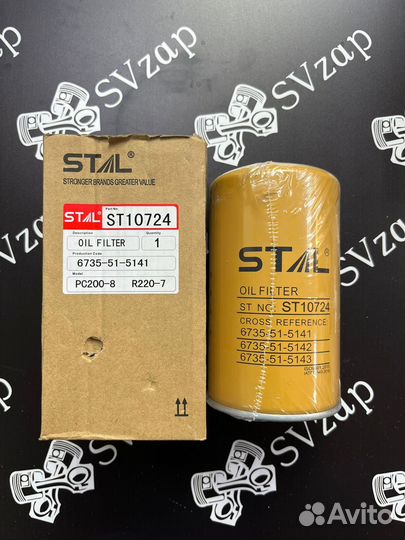 SVzap
SVzap
STAL®
STRONGER BRANDS GREATER VALUE
STAL®
Part No.
ST10724
Description
Quantity
OIL FILTER
1
Production Code
6735-51-5141
Model
PC200-8 R220-7
STAL®
OIL FILTER
ST NO. ST10724
CROSS REFERENCE
6735-51-5141
6735-51-5142
6735-51-5143
SVzap
SVzap
Avito